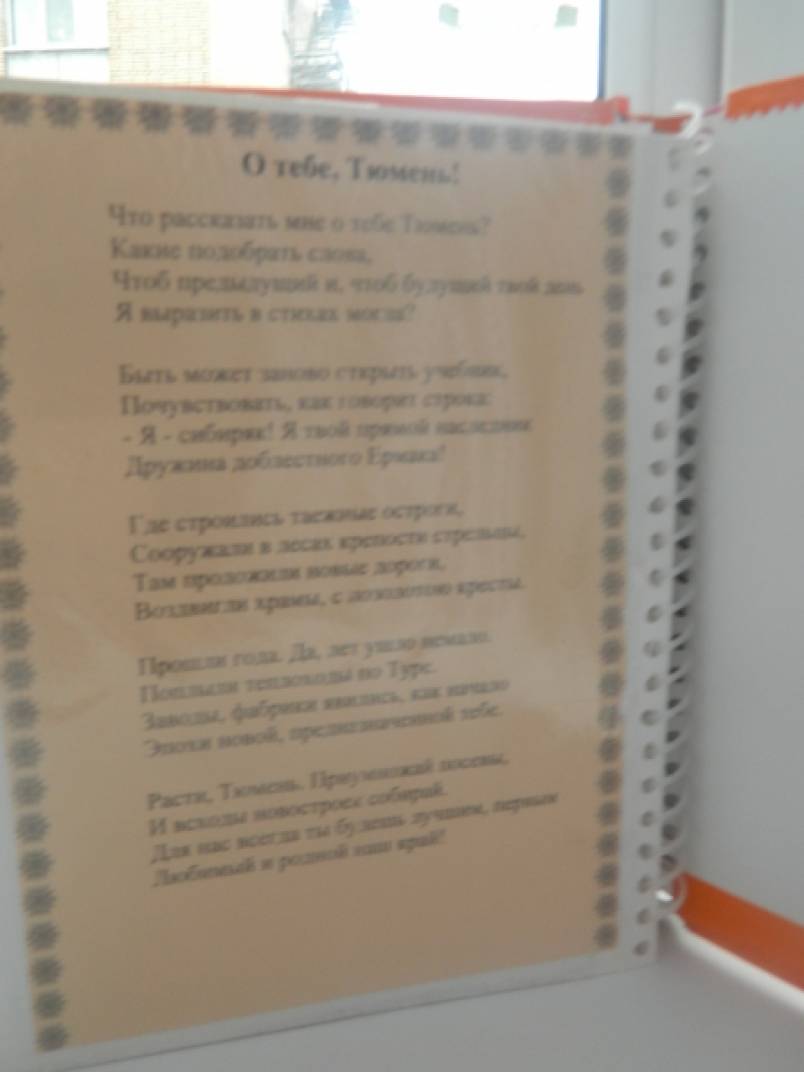 О тебе, Тюмень!
Что рассказать мне о тебе Тюмень?
Какие подобрать слова,
Чтоб предыдущий и, чтоб будущий твой день
Я выразить в стихах могла?
Быть может заново открыть учебник,
Почувствовать, как говорит строка:
- Я - сибиряк! Я твой прямой наследник
Дружина доблестного Ермака!
Где строились таежные остроги,
Сооружали в лесах крепости стрельцы,
Там проложили новые дороги,
Воздвигли храмы, с позолотою кресты.
Прошли года. Да, лет ушло немало.
Поплыли теплоходы по Туре.
Заводы, фабрики явились, как начало
Эпохи новой, предназначенной тебе.
Расти, Тюмень. Приумножай посевы,
И всходы новостроек собирай.
Для нас всегда ты будешь лучшим, первым
Любимый и родной наш край!